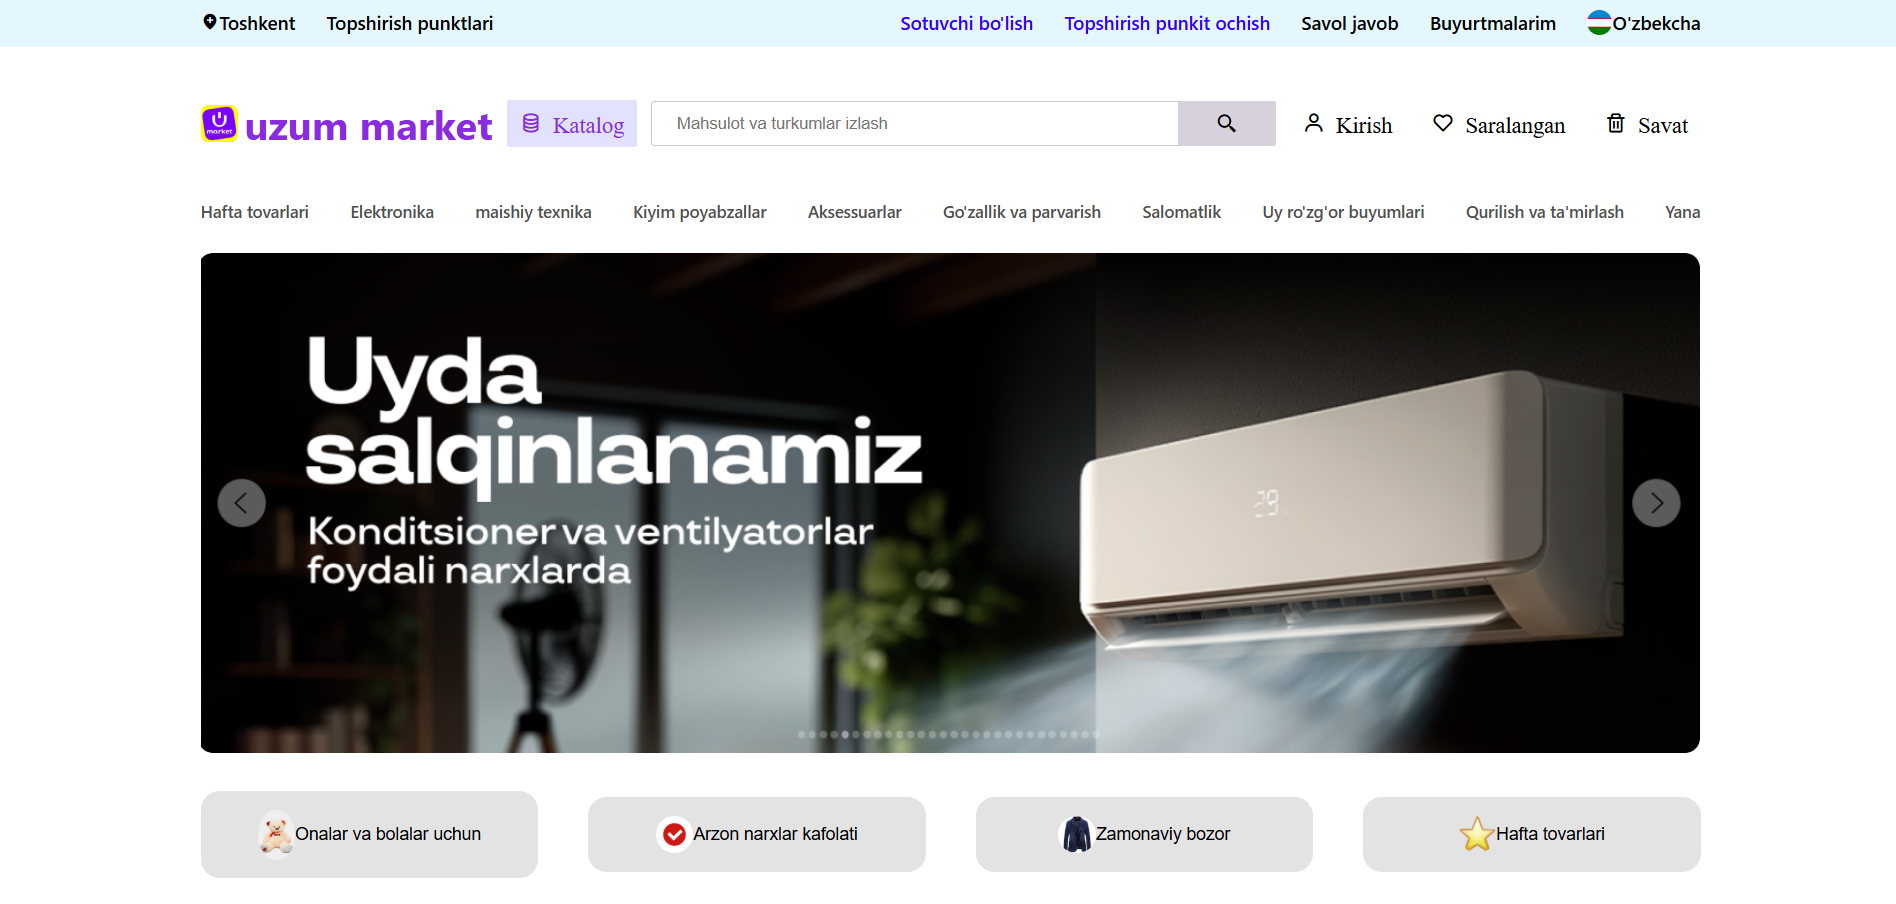 Toshkent Topshirish punktlari Sotuvchi bo'lish Topshirish punkit ochish Savol javob Buyurtmalarim O'zbekcha
market uzum market Katalog Mahsulot va turkumlar izlash Kirish Saralangan Savat
Hafta tovarlari Elektronika maishiy texnika Kiyim poyabzallar Aksessuarlar Go'zallik va parvarish Salomatlik Uy ro'zg'or buyumlari Qurilish va ta'mirlash Yana
Uyda
salqinlanamiz
29
Konditsioner va ventilyatorlar
foydali narxlarda
Onalar va bolalar uchun Arzon narxlar kafolati Zamonaviy bozor Hafta tovarlari